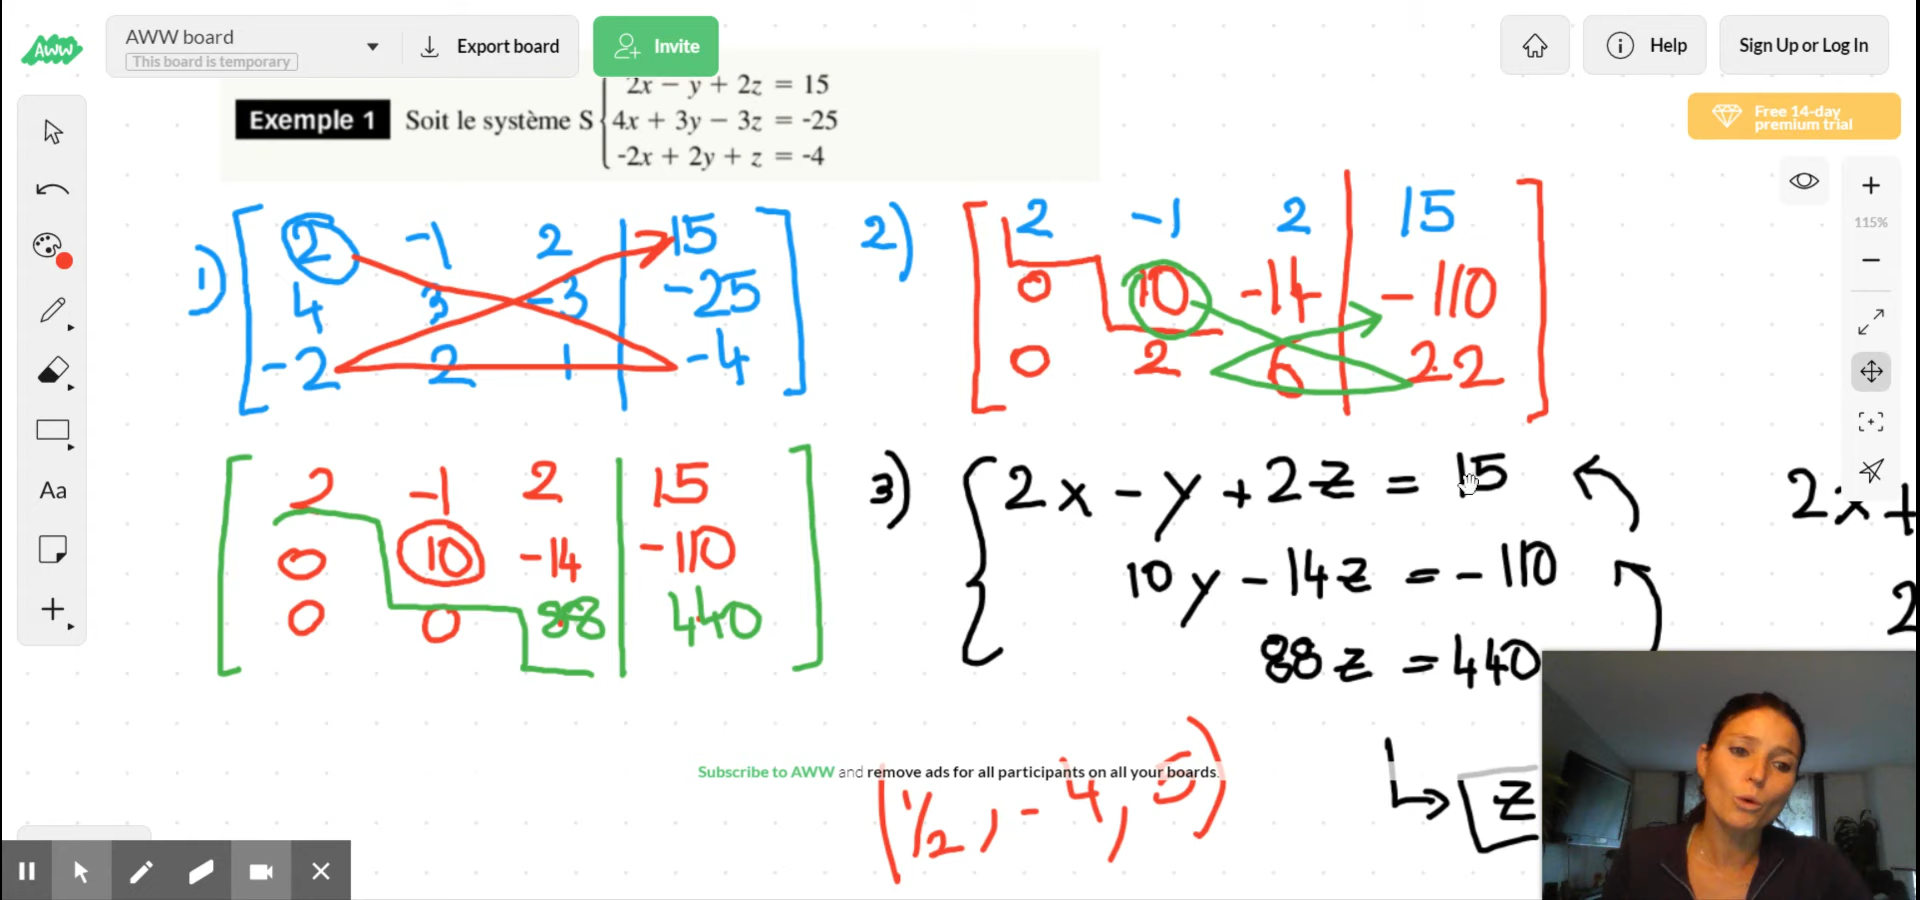 AWW
AWW board
This board is temporary
Export board
Invite
Help
Sign Up or Log In
Free 14-day
premium trial
115%
Aa
Exemple 1 Soit le système S
2x − y + 2z = 15
4x + 3y − 3z = -25
-2x + 2y + z = -4
1)
2 -1 2 15
4 3 -3 -25
-2 2 1 -4
2)
2 -1 2 15
0 10 -14 -110
0 2 6 22
2 -1 2 15
0 10 -14 -110
0 0 88 440
3)
2x - y + 2z = 15
10y - 14z = -110
88z = 440
2x +
2
z
Subscribe to AWW and remove ads for all participants on all your boards.
(1/2, -4, 5)